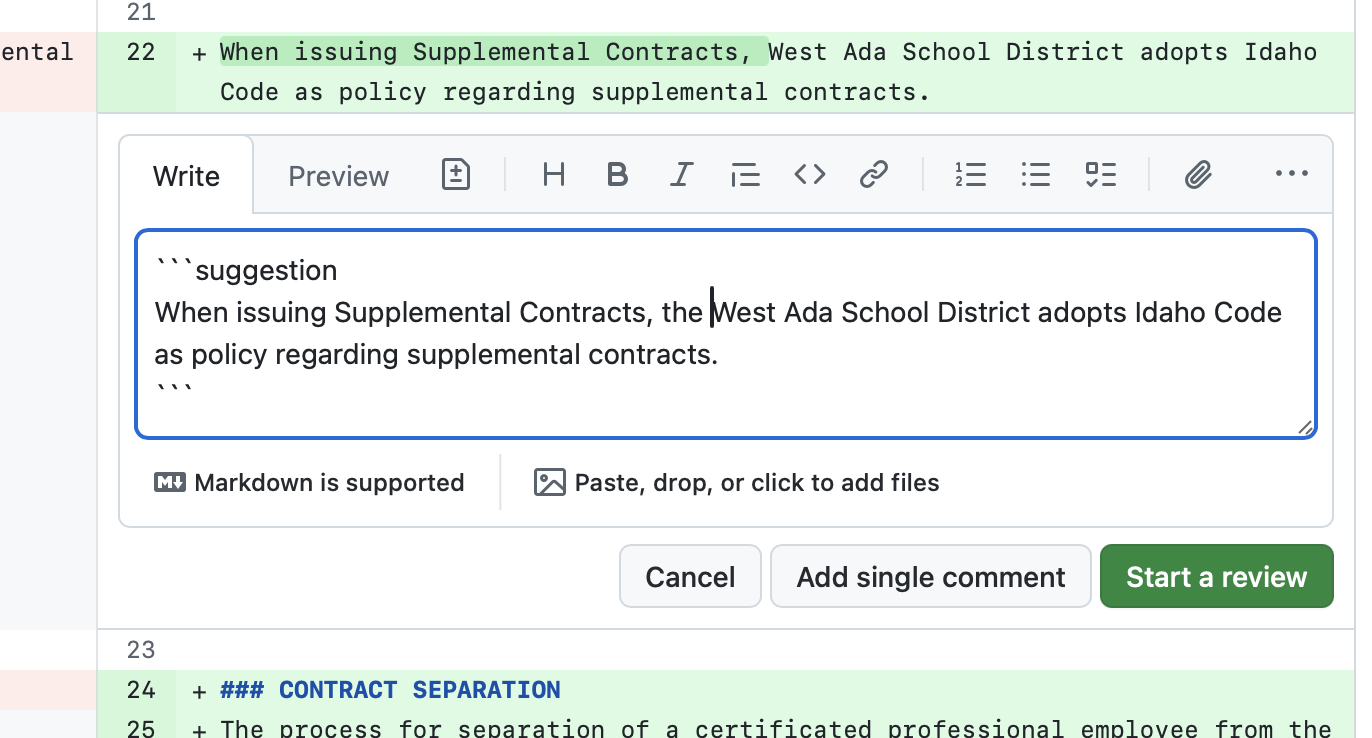 21
ental
22 + When issuing Supplemental Contracts, West Ada School District adopts Idaho
Code as policy regarding supplemental contracts.
Write
Preview
```suggestion
When issuing Supplemental Contracts, the West Ada School District adopts Idaho Code
as policy regarding supplemental contracts.
```
Markdown is supported
Paste, drop, or click to add files
Cancel
Add single comment
Start a review
23
24 + ### CONTRACT SEPARATION
25 + The process for separation of a certificated professional employee from the